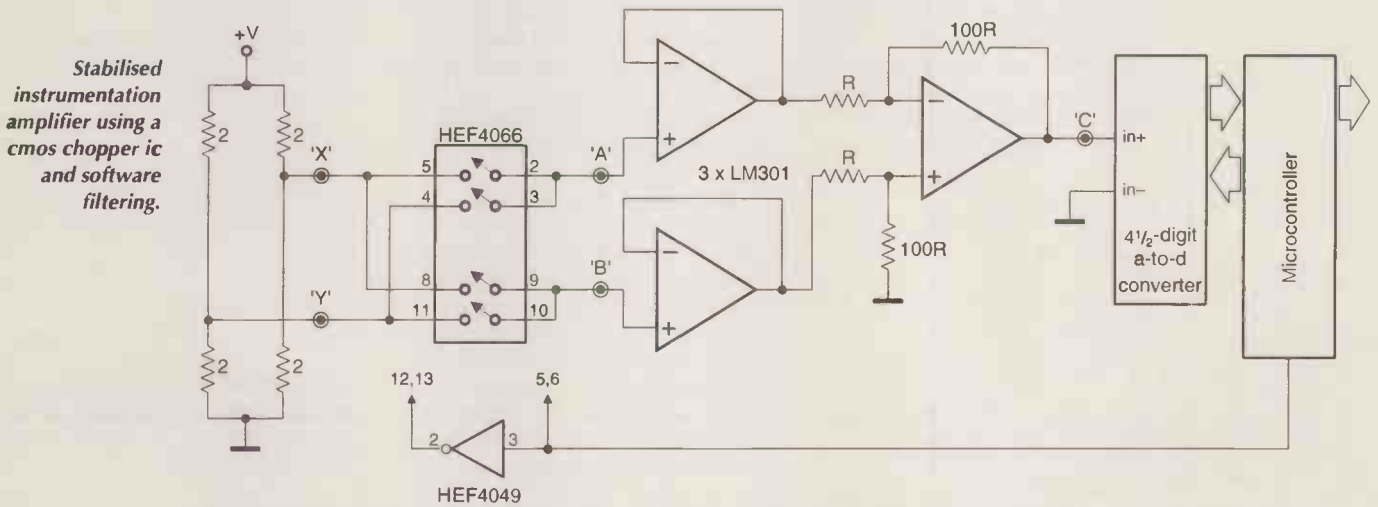 Stabilised
instrumentation
amplifier using a
cmos chopper ic
and software
filtering.
+V
2
2
2
2
'X'
'Y'
HEF4066
5
4
8
11
2
3
9
10
'A'
'B'
3 x LM301
R
R
100R
100R
'C'
in+
in−
4½-digit
a-to-d
converter
Microcontroller
12,13
5,6
2
3
HEF4049
−
+
−
+
−
+